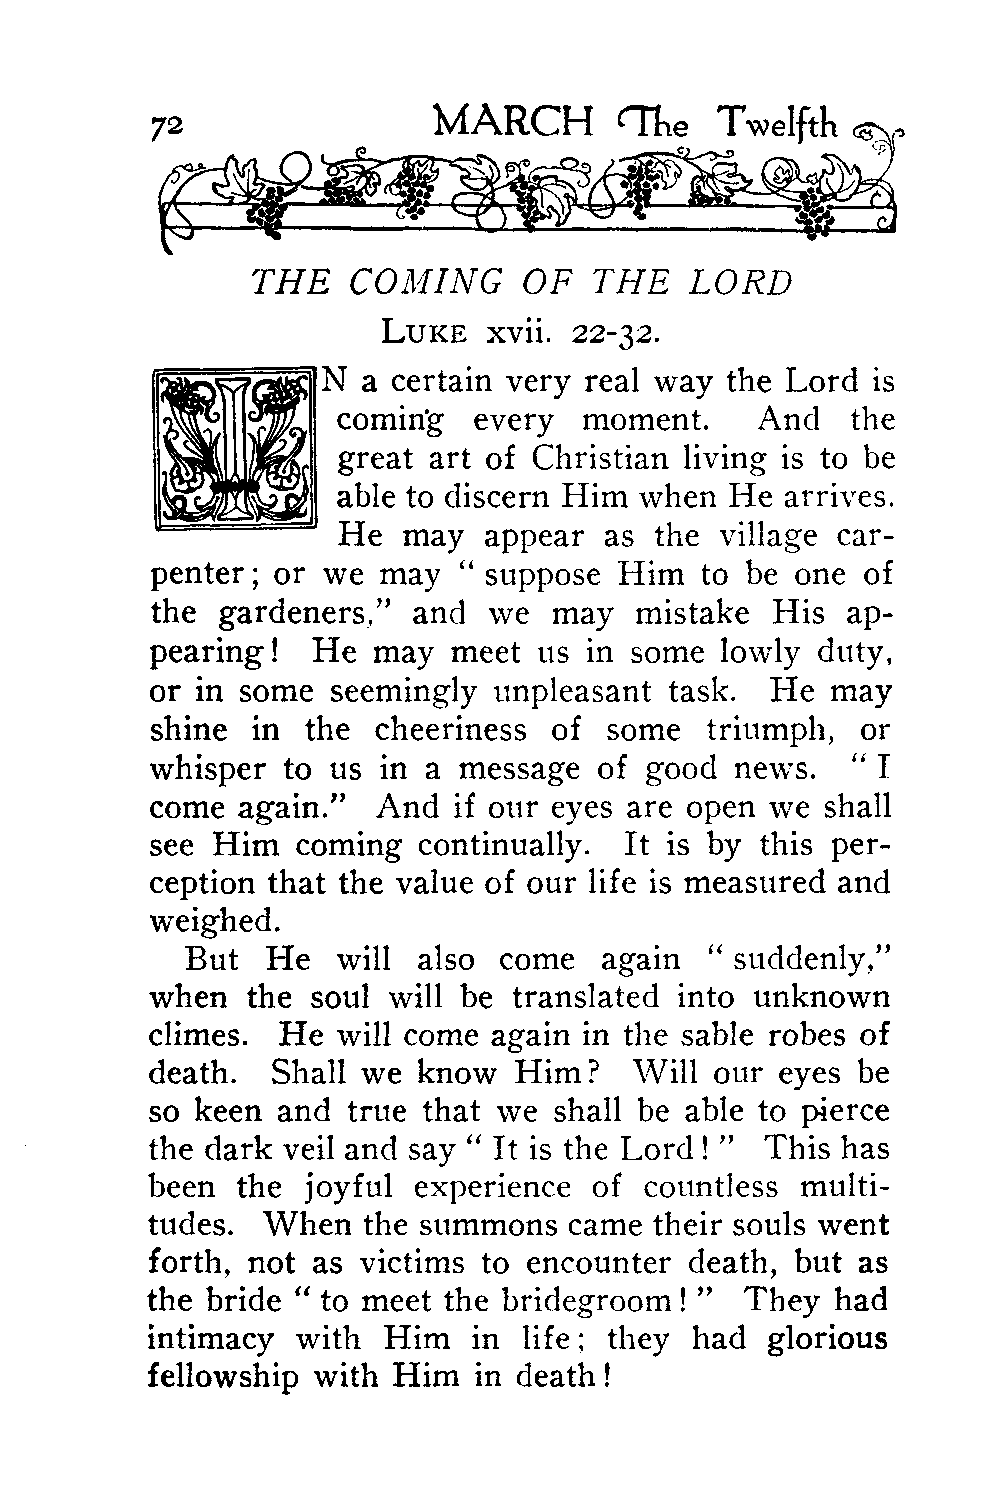 72 MARCH The Twelfth
THE COMING OF THE LORD
LUKE xvii. 22-32.
IN a certain very real way the Lord is
coming every moment. And the
great art of Christian living is to be
able to discern Him when He arrives.
He may appear as the village car-
penter; or we may " suppose Him to be one of
the gardeners," and we may mistake His ap-
pearing! He may meet us in some lowly duty,
or in some seemingly unpleasant task. He may
shine in the cheeriness of some triumph, or
whisper to us in a message of good news. " I
come again." And if our eyes are open we shall
see Him coming continually. It is by this per-
ception that the value of our life is measured and
weighed.
But He will also come again " suddenly,"
when the soul will be translated into unknown
climes. He will come again in the sable robes of
death. Shall we know Him? Will our eyes be
so keen and true that we shall be able to pierce
the dark veil and say " It is the Lord! " This has
been the joyful experience of countless multi-
tudes. When the summons came their souls went
forth, not as victims to encounter death, but as
the bride " to meet the bridegroom! " They had
intimacy with Him in life; they had glorious
fellowship with Him in death!